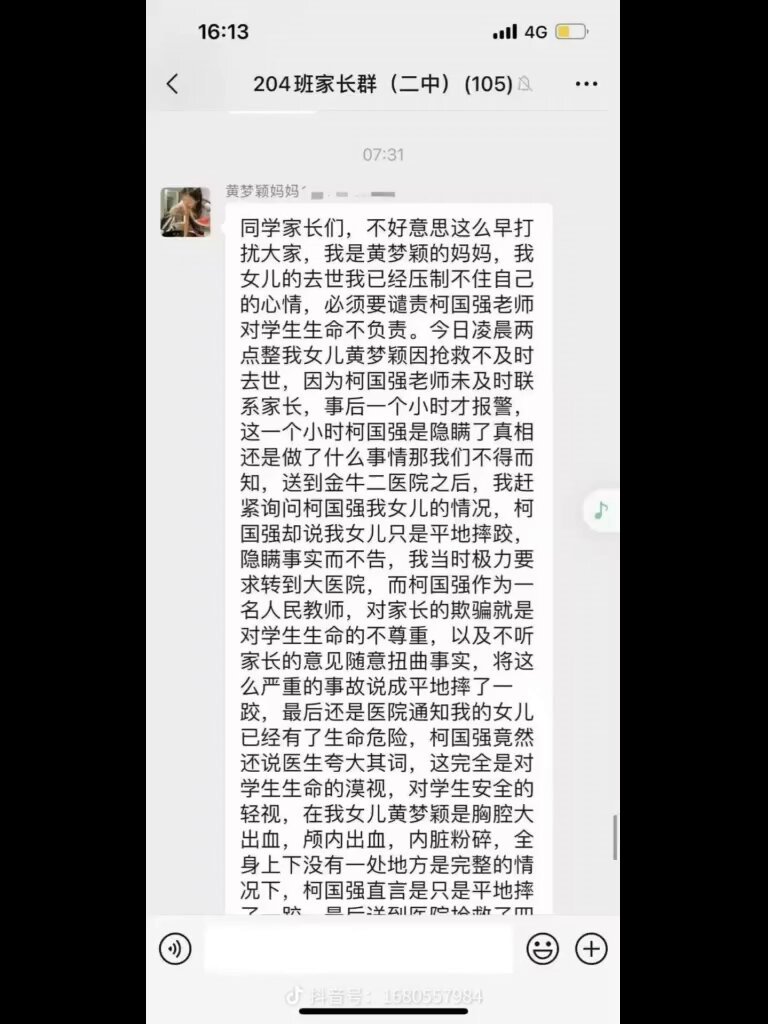 16:13
4G
204班家长群（二中）(105)
07:31
黄梦颖妈妈
同学家长们，不好意思这么早打
扰大家，我是黄梦颖的妈妈，我
女儿的去世我已经压制不住自己
的心情，必须要谴责柯国强老师
对学生生命不负责。今日凌晨两
点整我女儿黄梦颖因抢救不及时
去世，因为柯国强老师未及时联
系家长，事后一个小时才报警，
这一个小时柯国强是隐瞒了真相
还是做了什么事情那我们不得而
知，送到金牛二医院之后，我赶
紧询问柯国强我女儿的情况，柯
国强却说我女儿只是平地摔跤，
隐瞒事实而不告，我当时极力要
求转到大医院，而柯国强作为一
名人民教师，对家长的欺骗就是
对学生生命的不尊重，以及不听
家长的意见随意扭曲事实，将这
么严重的事故说成平地摔了一
跤，最后还是医院通知我的女儿
已经有了生命危险，柯国强竟然
还说医生夸大其词，这完全是对
学生生命的漠视，对学生安全的
轻视，在我女儿黄梦颖是胸腔大
出血，颅内出血，内脏粉碎，全
身上下没有一处地方是完整的情
况下，柯国强直言是只是平地摔
了一跤，最后送到医院抢救了四
抖音号：1680557984